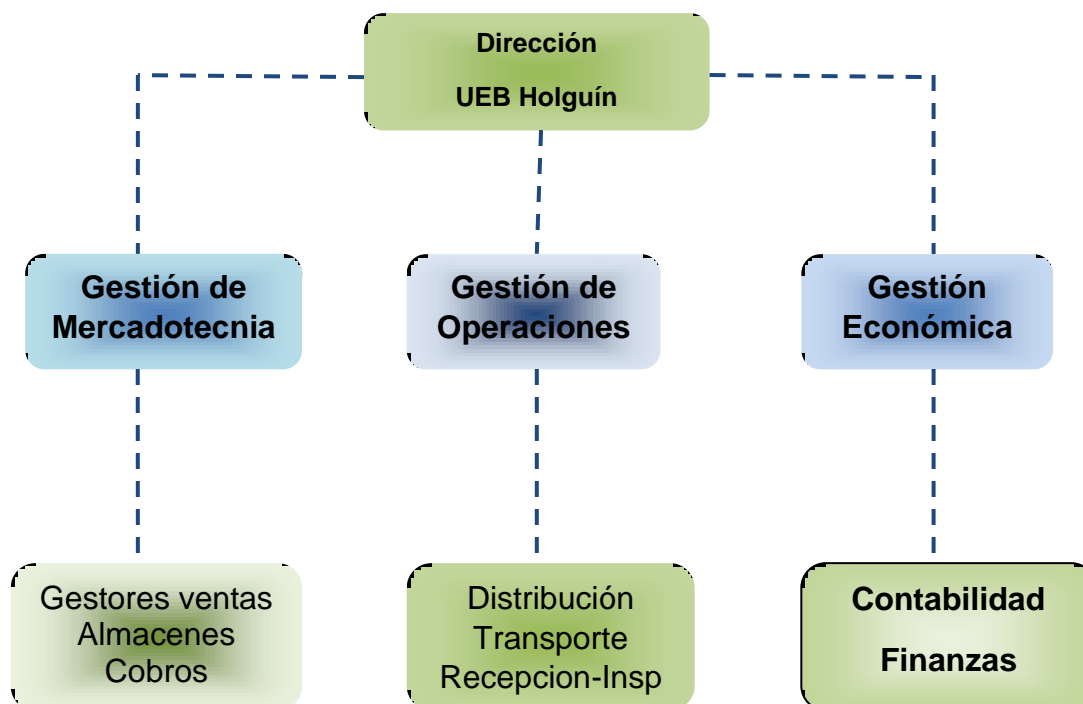 Dirección
UEB Holguín
Gestión de
Mercadotecnia
Gestión de
Operaciones
Gestión
Económica
Gestores ventas
Almacenes
Cobros
Distribución
Transporte
Recepcion-Insp
Contabilidad
Finanzas